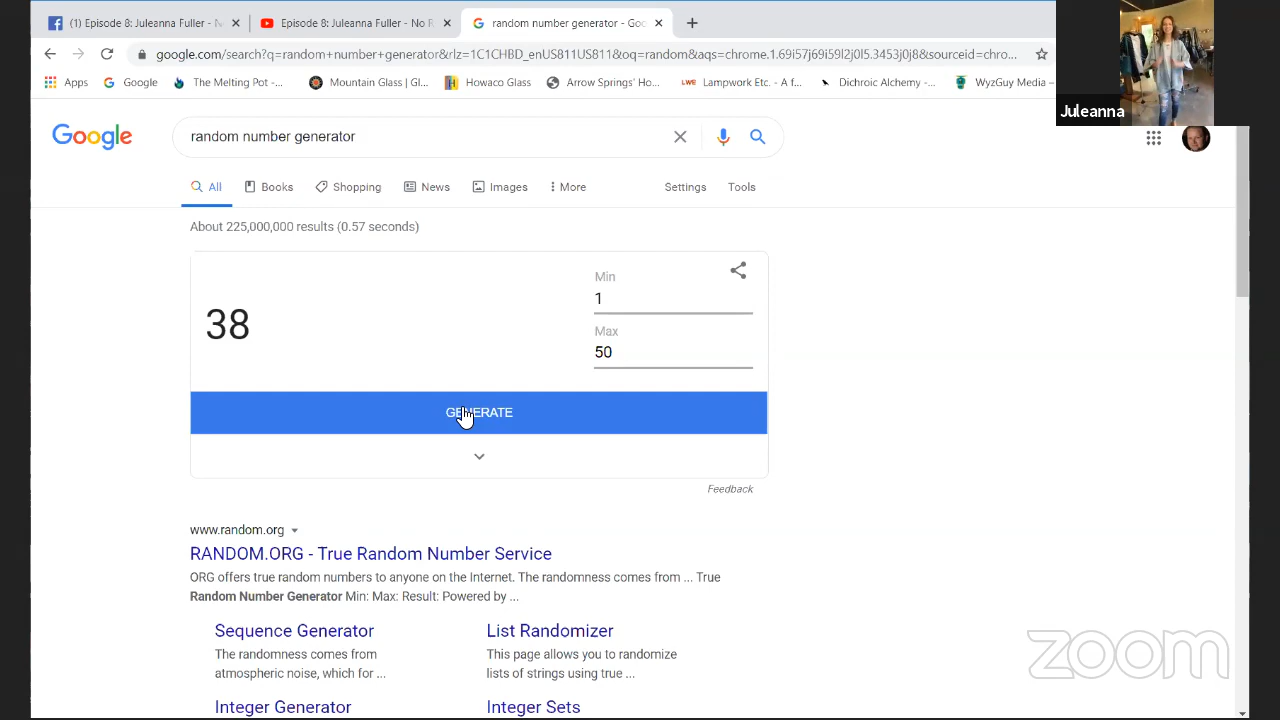 (1) Episode 8: Juleanna Fuller - 
Episode 8: Juleanna Fuller - No R
random number generator - Goo
google.com/search?q=random+number+generator&rlz=1C1CHBD_enUS811US811&oq=random&aqs=chrome.1.69i57j69i59l2j0l5.3453j0j8&sourceid=chro...
Apps
Google
The Melting Pot -...
Mountain Glass | Gl
Howaco Glass
Arrow Springs' Ho...
LWE
Lampwork Etc. - A f...
Dichroic Alchemy -...
WyzGuy Media –
Juleanna
Google
random number generator
All
Books
Shopping
News
Images
More
Settings
Tools
About 225,000,000 results (0.57 seconds)
38
Min
1
Max
50
GENERATE
Feedback
www.random.org
RANDOM.ORG - True Random Number Service
ORG offers true random numbers to anyone on the Internet. The randomness comes from ... True
Random Number Generator Min: Max: Result: Powered by ...
Sequence Generator
The randomness comes from
atmospheric noise, which for ...
List Randomizer
This page allows you to randomize
lists of strings using true ...
Integer Generator
Integer Sets
zoom